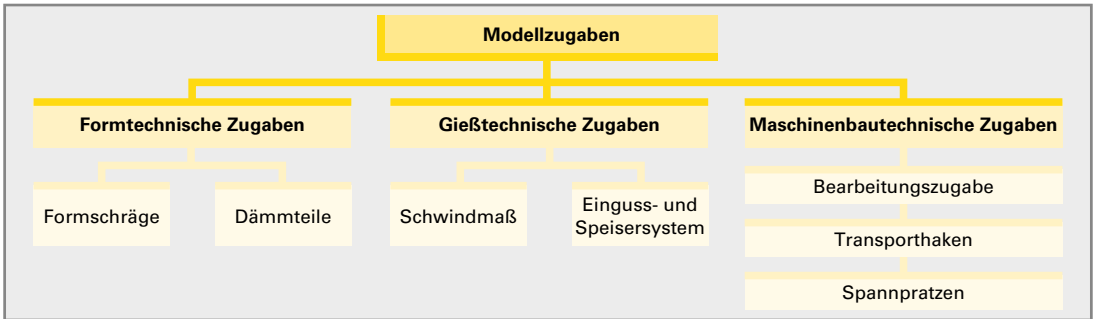 Modellzugaben
Formtechnische Zugaben
Gießtechnische Zugaben
Maschinenbautechnische Zugaben
Formschräge
Dämmteile
Schwindmaß
Einguss- und
Speisersystem
Bearbeitungszugabe
Transporthaken
Spannpratzen